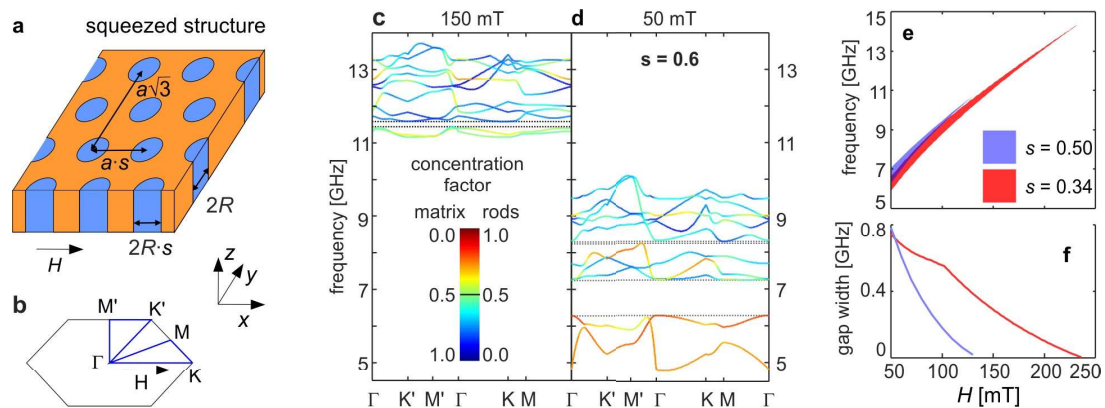 a
squeezed structure
a√3
a·s
2R
2R·s
H
z
y
x
b
M'
K'
M
Γ
H
K
c
150 mT
d
50 mT
s = 0.6
13
11
9
7
5
frequency [GHz]
concentration
factor
matrix rods
0.0 1.0
0.5 0.5
1.0 0.0
13
11
9
7
5
Γ K' M' Γ K M Γ
Γ K' M' Γ K M Γ
e
15
13
11
9
7
5
frequency [GHz]
s = 0.50
s = 0.34
f
0.8
0.4
0
gap width [GHz]
50 100 150 200 250
H [mT]